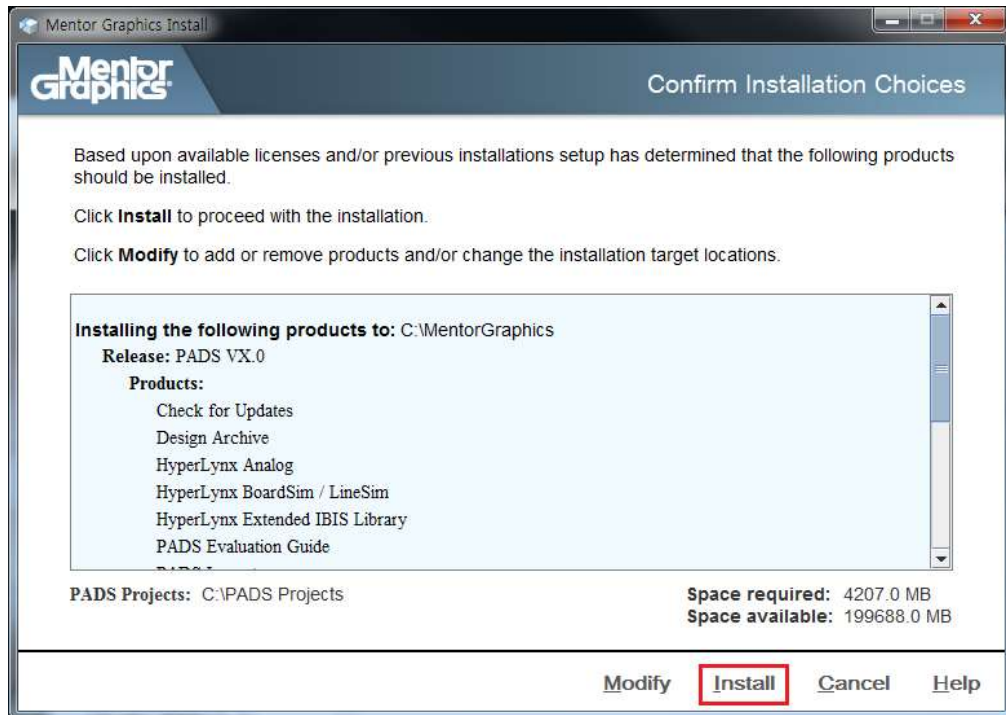 Mentor Graphics Install
Mentor
Graphics
Confirm Installation Choices
Based upon available licenses and/or previous installations setup has determined that the following products
should be installed.
Click Install to proceed with the installation.
Click Modify to add or remove products and/or change the installation target locations.
Installing the following products to: C:\MentorGraphics
Release: PADS VX.0
Products:
Check for Updates
Design Archive
HyperLynx Analog
HyperLynx BoardSim / LineSim
HyperLynx Extended IBIS Library
PADS Evaluation Guide
PADS Projects: C:\PADS Projects
Space required: 4207.0 MB
Space available: 199688.0 MB
Modify Install Cancel Help